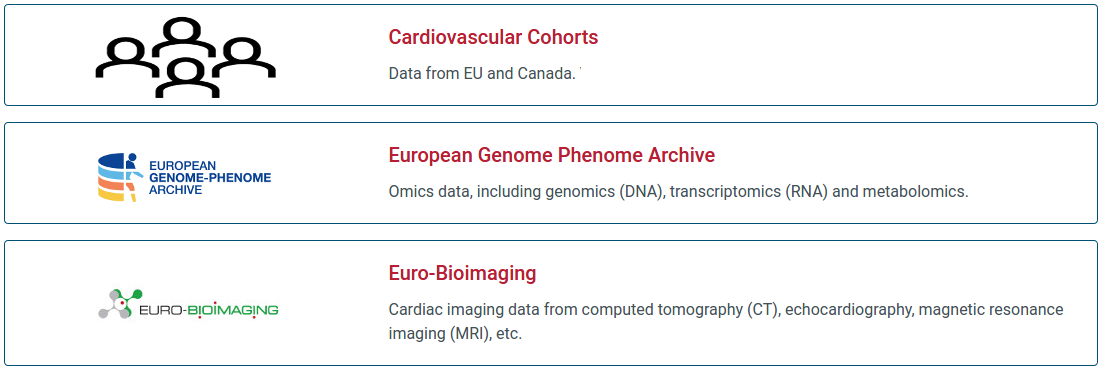 Cardiovascular Cohorts
Data from EU and Canada.
EUROPEAN
GENOME-PHENOME
ARCHIVE
European Genome Phenome Archive
Omics data, including genomics (DNA), transcriptomics (RNA) and metabolomics.
EURO-BIOIMAGING
Euro-Bioimaging
Cardiac imaging data from computed tomography (CT), echocardiography, magnetic resonance
imaging (MRI), etc.